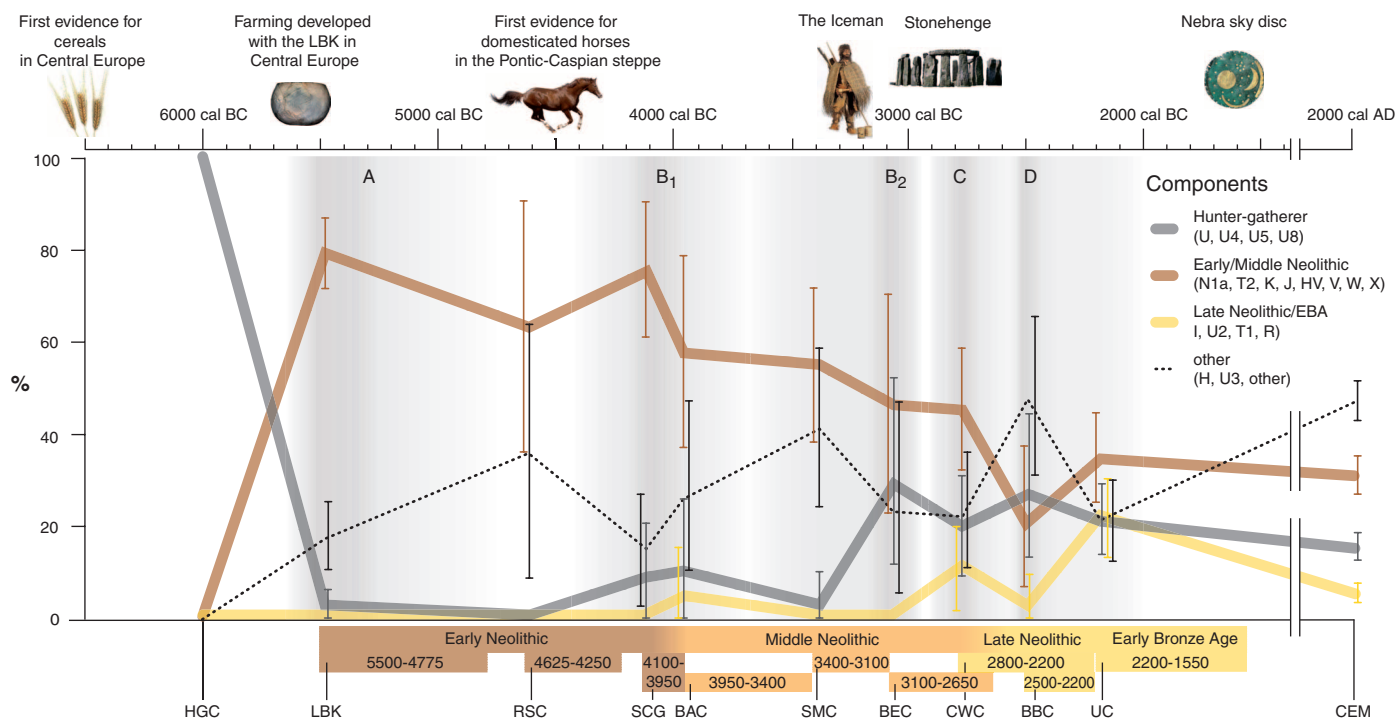 First evidence for
cereals
in Central Europe
Farming developed
with the LBK in
Central Europe
First evidence for
domesticated horses
in the Pontic-Caspian steppe
The Iceman
Stonehenge
Nebra sky disc
6000 cal BC
5000 cal BC
4000 cal BC
3000 cal BC
2000 cal BC
2000 cal AD
100
80
60
40
20
0
%
A
B1
B2
C
D
Components
Hunter-gatherer
(U, U4, U5, U8)
Early/Middle Neolithic
(N1a, T2, K, J, HV, V, W, X)
Late Neolithic/EBA
I, U2, T1, R)
other
(H, U3, other)
Early Neolithic
Middle Neolithic
Late Neolithic
Early Bronze Age
5500-4775
4625-4250
4100-
3950
3400-3100
2800-2200
2200-1550
3950-3400
3100-2650
2500-2200
HGC
LBK
RSC
SCG
BAC
SMC
BEC
CWC
BBC
UC
CEM